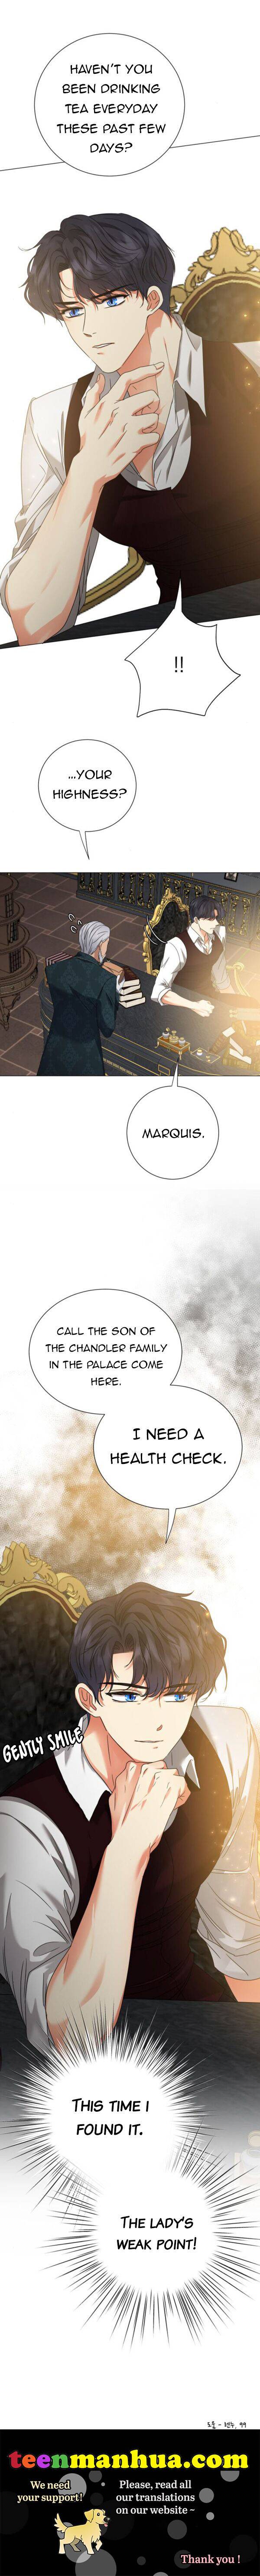 HAVEN'T YOU
BEEN DRINKING
TEA EVERYDAY
THESE PAST FEW
DAYS?
!!
...YOUR
HIGHNESS?
MARQUIS.
CALL THE SON OF
THE CHANDLER FAMILY
IN THE PALACE COME
HERE.
I NEED A
HEALTH CHECK.
GENTLY SMILE
THIS TIME I
FOUND IT.
THE LADY'S
WEAK POINT!
teenmanhua.com
We need
your support!
Please, read all
our translations
on our website ~
Thank you !